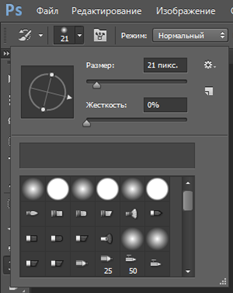 Ps Файл Редактирование Изображение
21 Режим: Нормальный
Размер: 21 пикс.
Жесткость: 0%
25 50